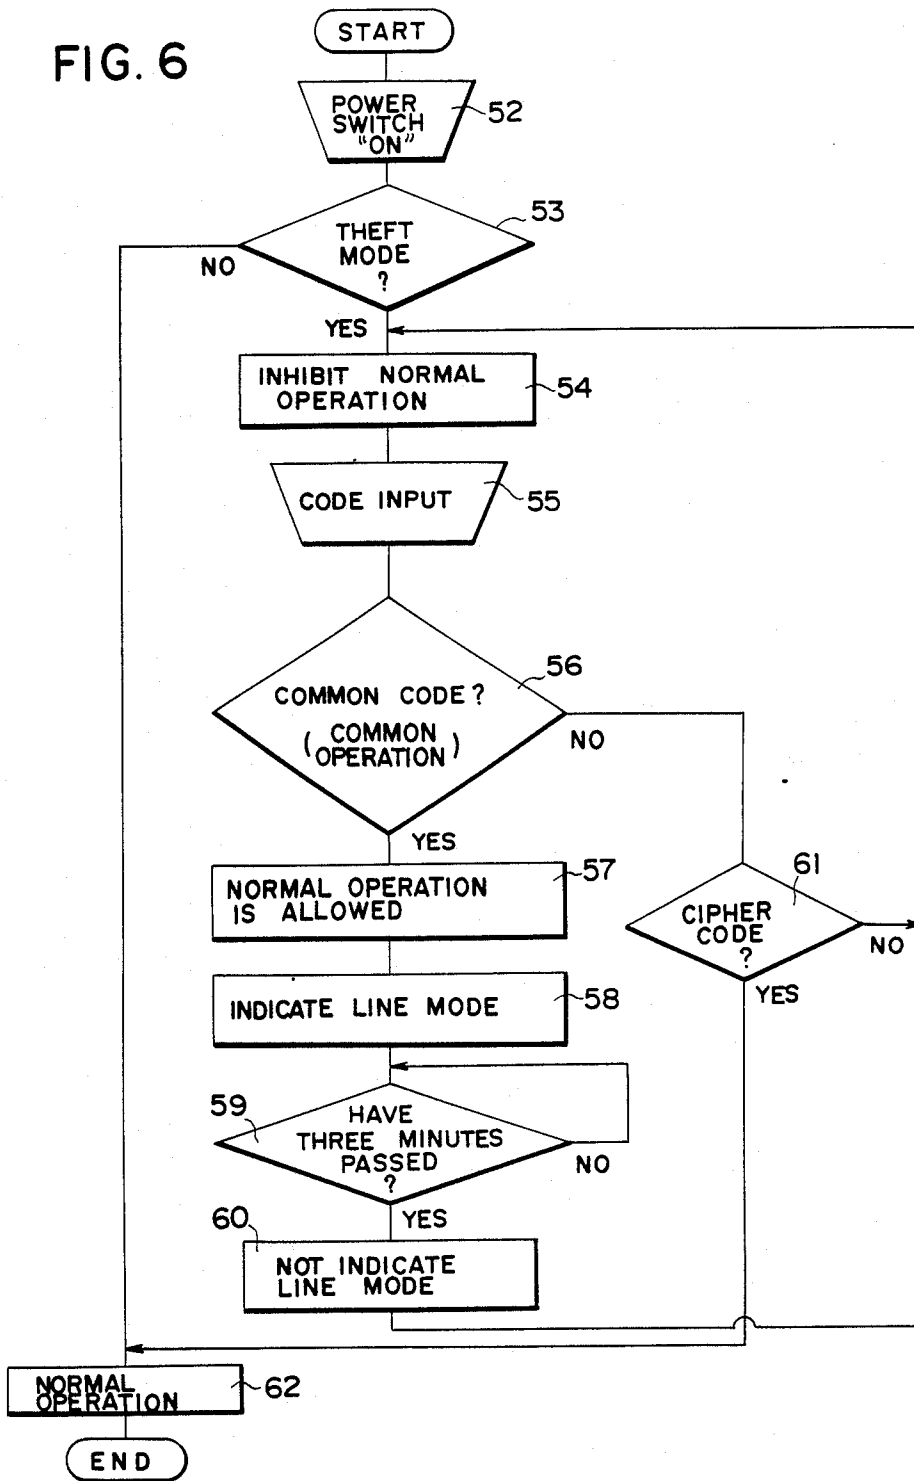 FIG. 6
START
POWER
SWITCH
"ON"
52
THEFT
MODE
?
53
NO
YES
INHIBIT NORMAL
OPERATION
54
CODE INPUT
55
COMMON CODE?
(COMMON
OPERATION)
56
NO
YES
NORMAL OPERATION
IS ALLOWED
57
CIPHER
CODE
?
61
NO
YES
INDICATE LINE MODE
58
HAVE
THREE MINUTES
PASSED
?
59
NO
YES
60
NOT INDICATE
LINE MODE
NORMAL
OPERATION
62
END